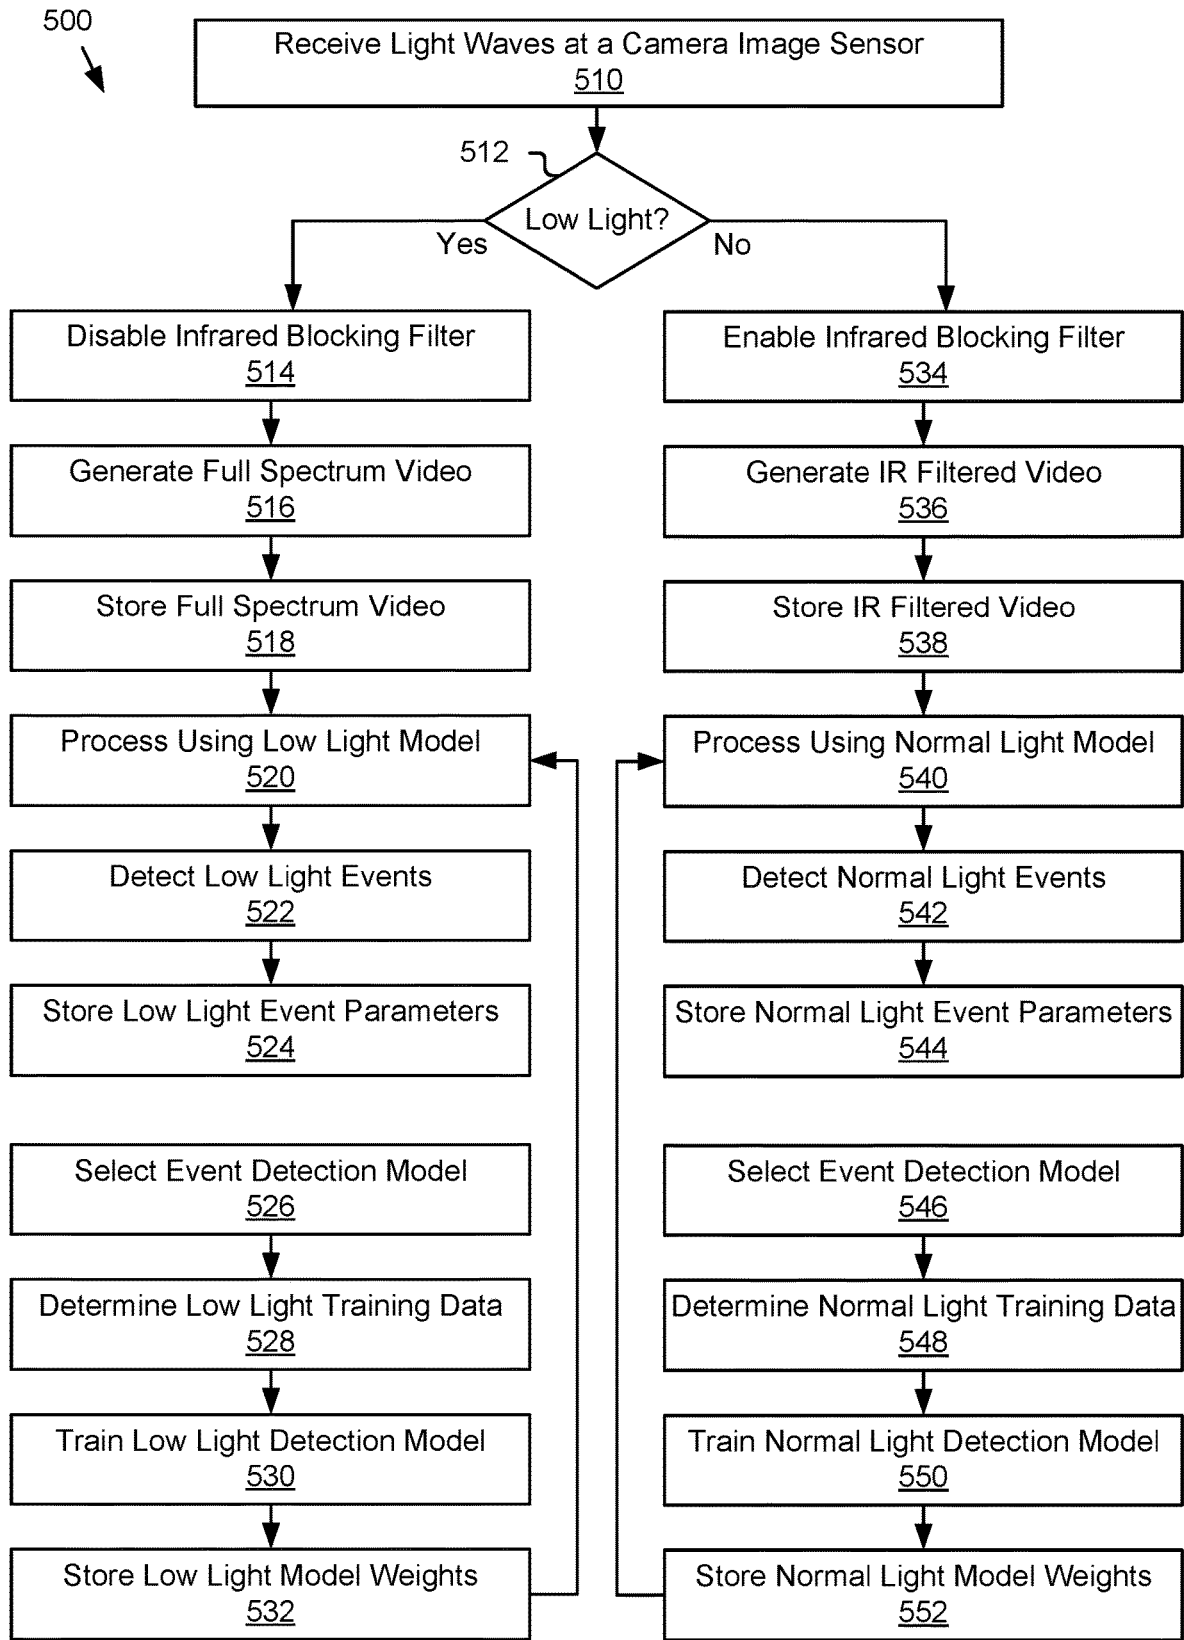 500
Receive Light Waves at a Camera Image Sensor
510
512
Low Light?
Yes
No
Disable Infrared Blocking Filter
514
Generate Full Spectrum Video
516
Store Full Spectrum Video
518
Process Using Low Light Model
520
Detect Low Light Events
522
Store Low Light Event Parameters
524
Select Event Detection Model
526
Determine Low Light Training Data
528
Train Low Light Detection Model
530
Store Low Light Model Weights
532
Enable Infrared Blocking Filter
534
Generate IR Filtered Video
536
Store IR Filtered Video
538
Process Using Normal Light Model
540
Detect Normal Light Events
542
Store Normal Light Event Parameters
544
Select Event Detection Model
546
Determine Normal Light Training Data
548
Train Normal Light Detection Model
550
Store Normal Light Model Weights
552